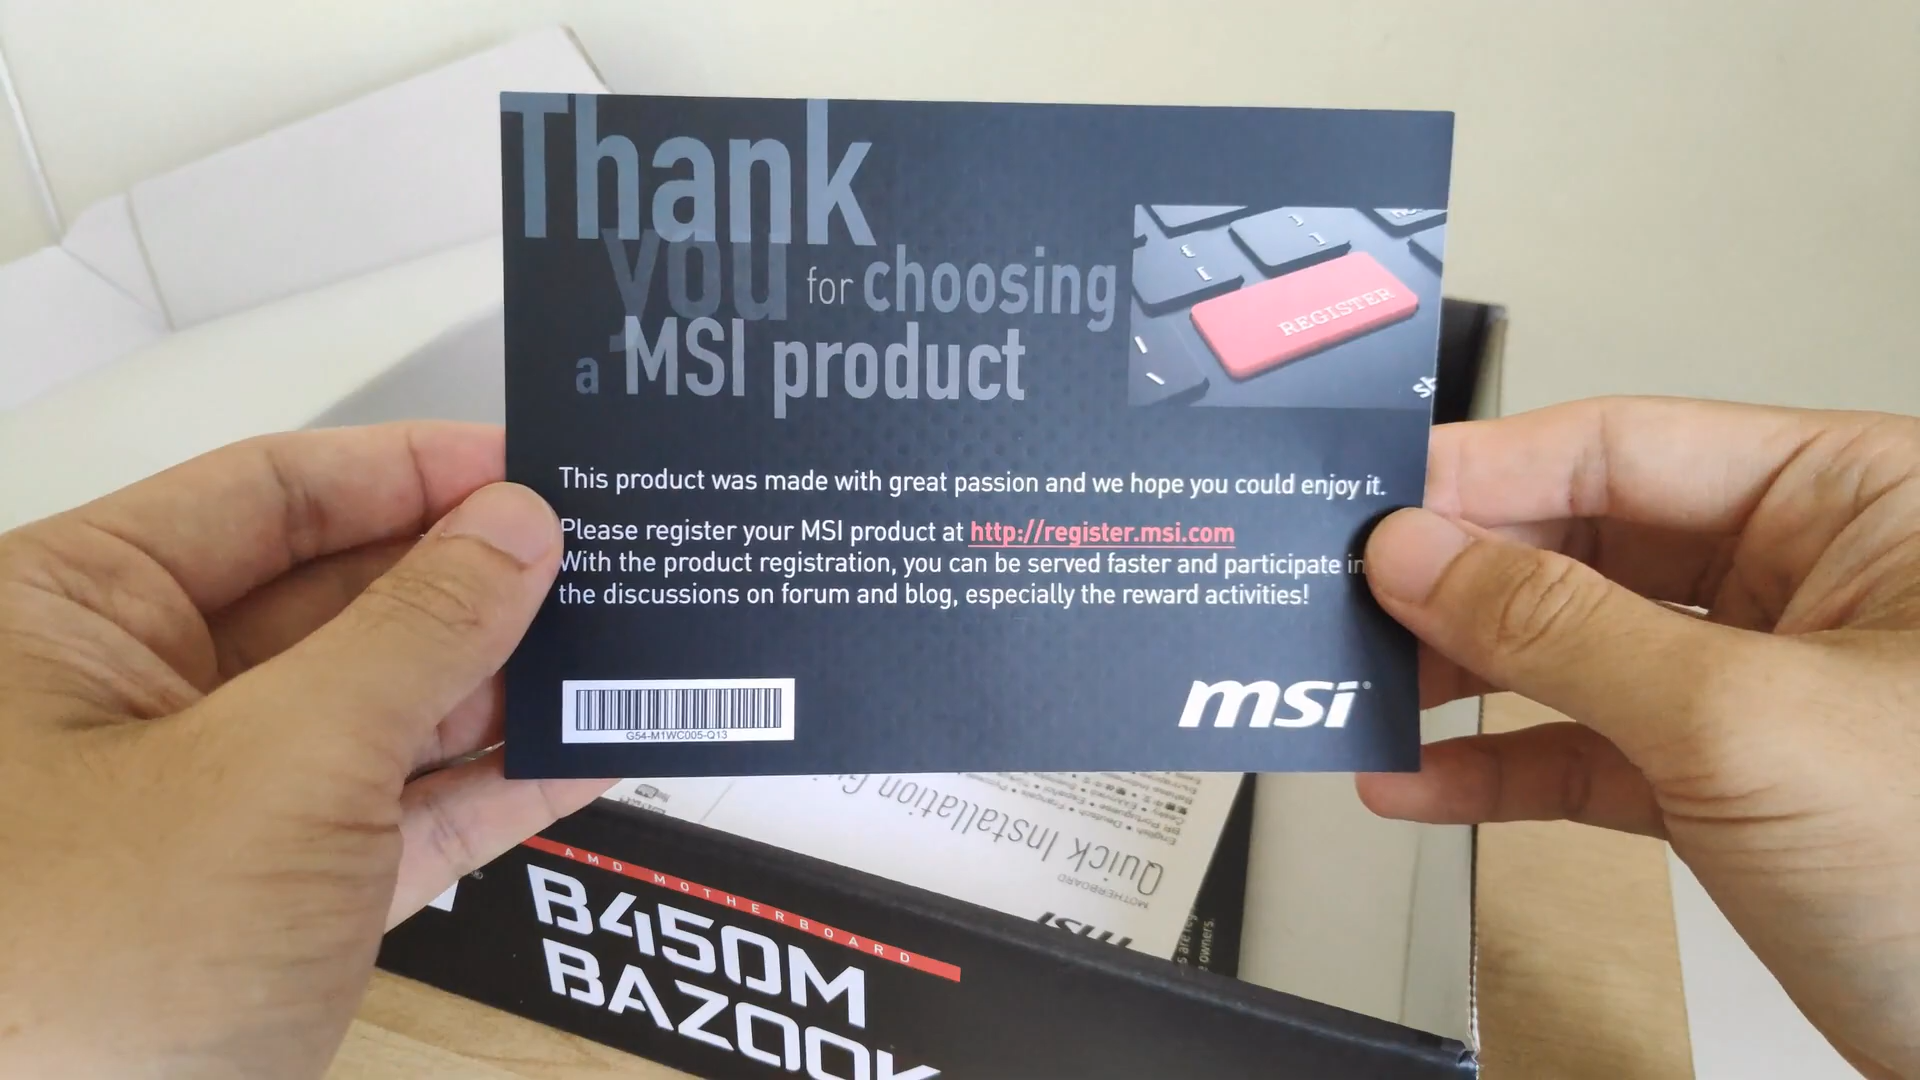 Thank
you for choosing
a MSI product
REGISTER
This product was made with great passion and we hope you could enjoy it.
Please register your MSI product at http://register.msi.com
With the product registration, you can be served faster and participate in
the discussions on forum and blog, especially the reward activities!
G54-M1WC005-Q13
msi
Quick Installation
MOTHERBOARD
msi
AMD MOTHERBOARD
B450M
BAZOOK
owners.